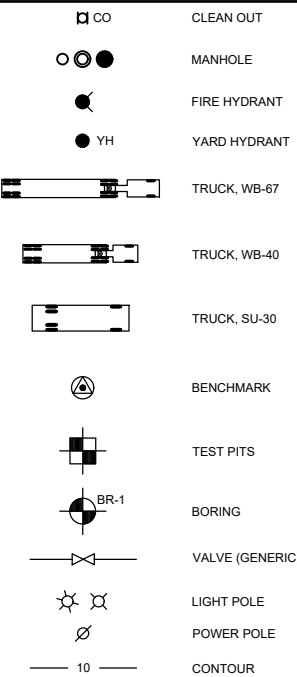 CO CLEAN OUT
MANHOLE
FIRE HYDRANT
YH YARD HYDRANT
TRUCK, WB-67
TRUCK, WB-40
TRUCK, SU-30
BENCHMARK
TEST PITS
BR-1
BORING
VALVE (GENERIC
LIGHT POLE
POWER POLE
10 CONTOUR